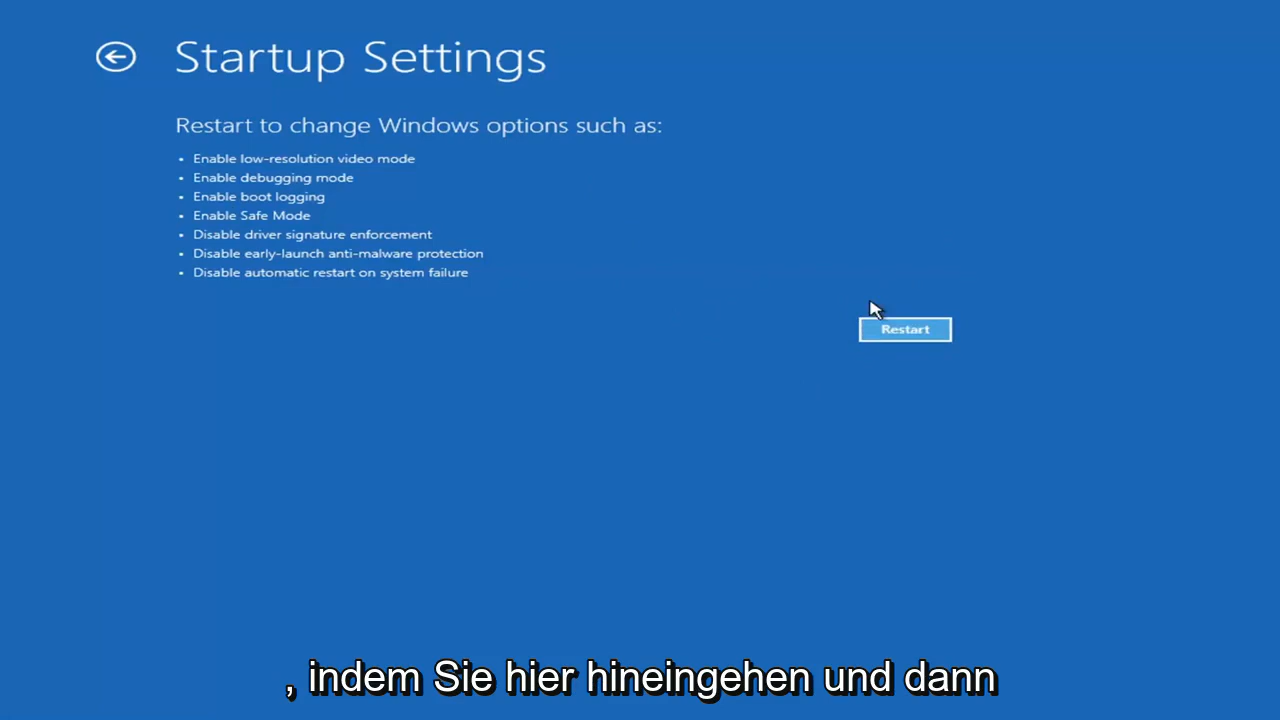 Startup Settings
Restart to change Windows options such as:
• Enable low-resolution video mode
• Enable debugging mode
• Enable boot logging
• Enable Safe Mode
• Disable driver signature enforcement
• Disable early-launch anti-malware protection
• Disable automatic restart on system failure
Restart
, indem Sie hier hineingehen und dann